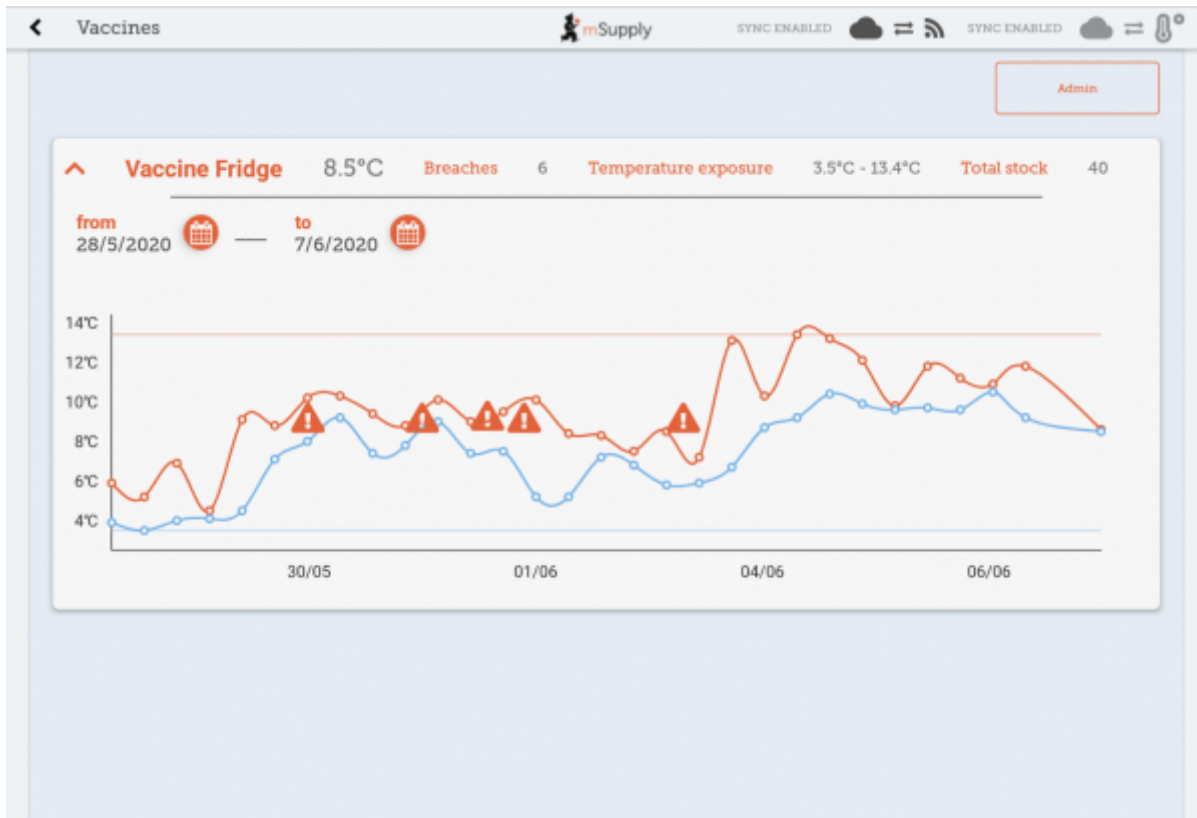 Vaccines mSupply SYNC ENABLED SYNC ENABLED
Admin
Vaccine Fridge 8.5°C Breaches 6 Temperature exposure 3.5°C - 13.4°C Total stock 40
from to
28/5/2020 7/6/2020
14°C
12°C
10°C
8°C
6°C
4°C
30/05 01/06 04/06 06/06